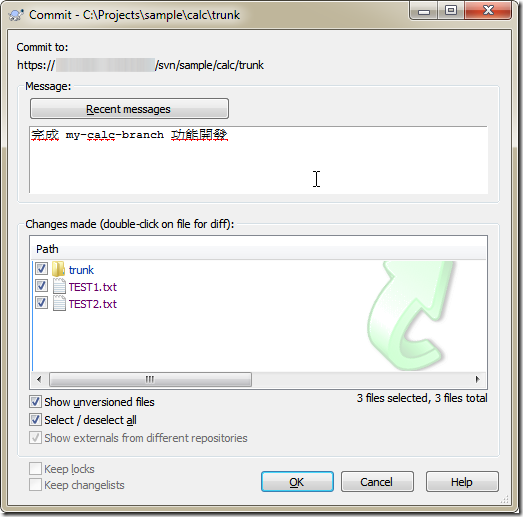 Commit - C:\Projects\sample\calc\trunk
Commit to:
https:// /svn/sample/calc/trunk
Message:
Recent messages
完成 my-calc-branch 功能開發
Changes made (double-click on file for diff):
Path
trunk
TEST1.txt
TEST2.txt
Show unversioned files
3 files selected, 3 files total
Select / deselect all
Show externals from different repositories
Keep locks
Keep changelists
OK
Cancel
Help